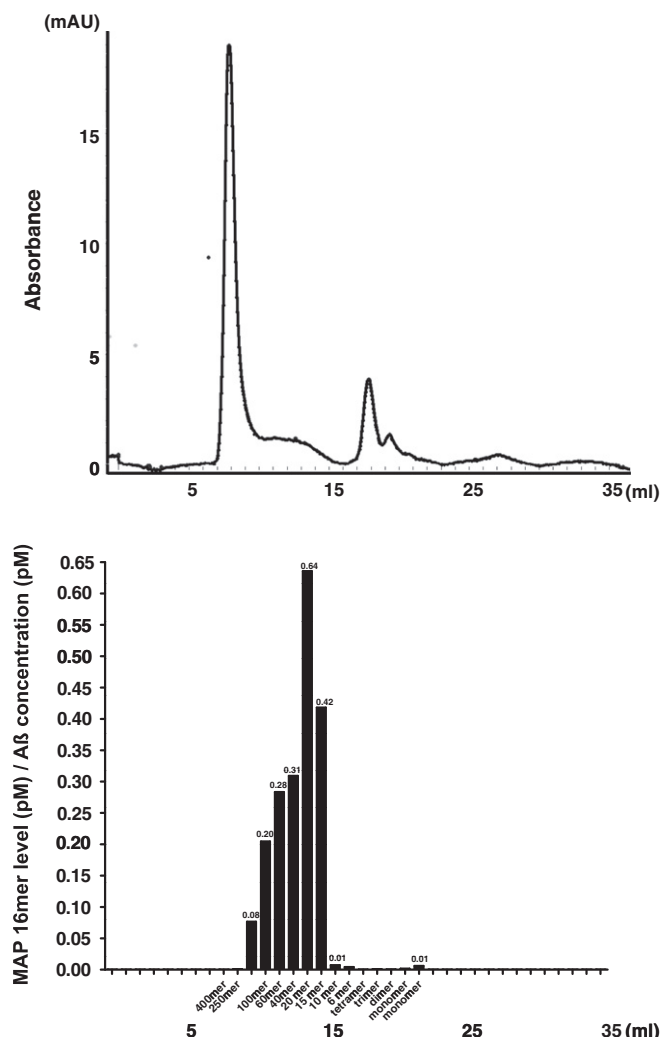 (mAU)
15
10
5
0
Absorbance
5 15 25 35 (ml)
MAP 16mer level (pM) / Aß concentration (pM)
0.65
0.60
0.55
0.50
0.45
0.40
0.35
0.30
0.25
0.20
0.15
0.10
0.05
0.00
0.08
0.20
0.28
0.31
0.64
0.42
0.01
0.01
400mer
250mer
100mer
60mer
40mer
20 mer
15 mer
10 mer
6 mer
tetramer
trimer
dimer
monomer
monomer
5 15 25 35 (ml)